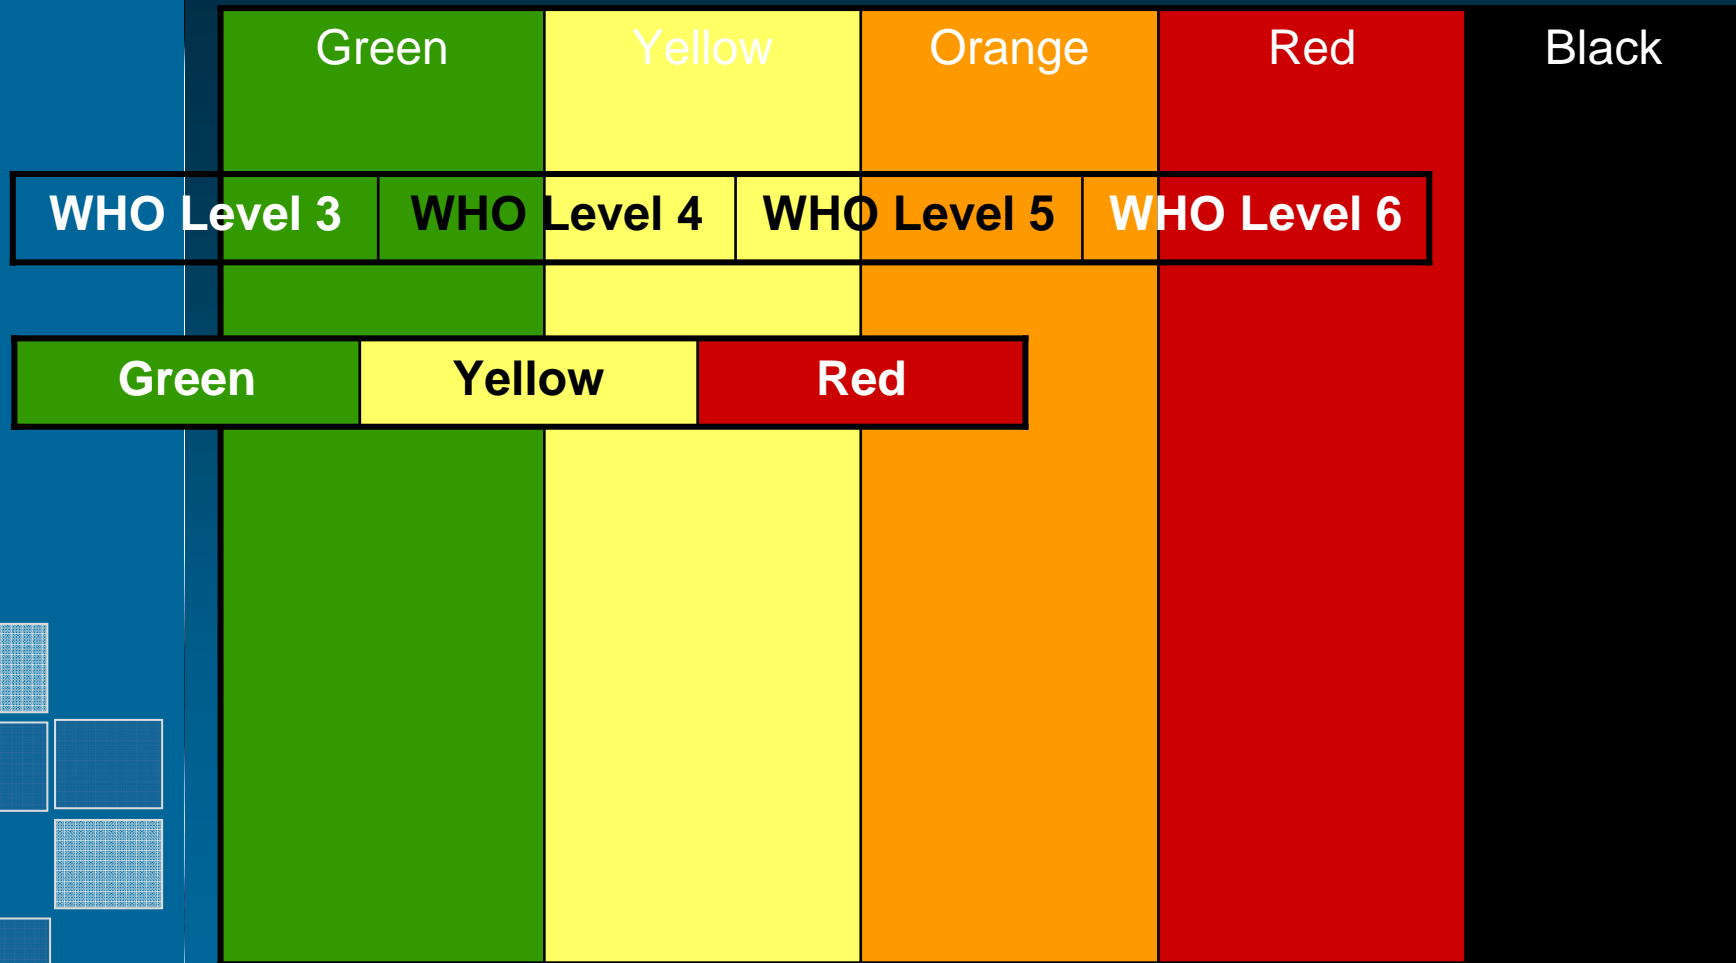 Green Yellow Orange Red Black
WHO Level 3 WHO Level 4 WHO Level 5 WHO Level 6
Green Yellow Red